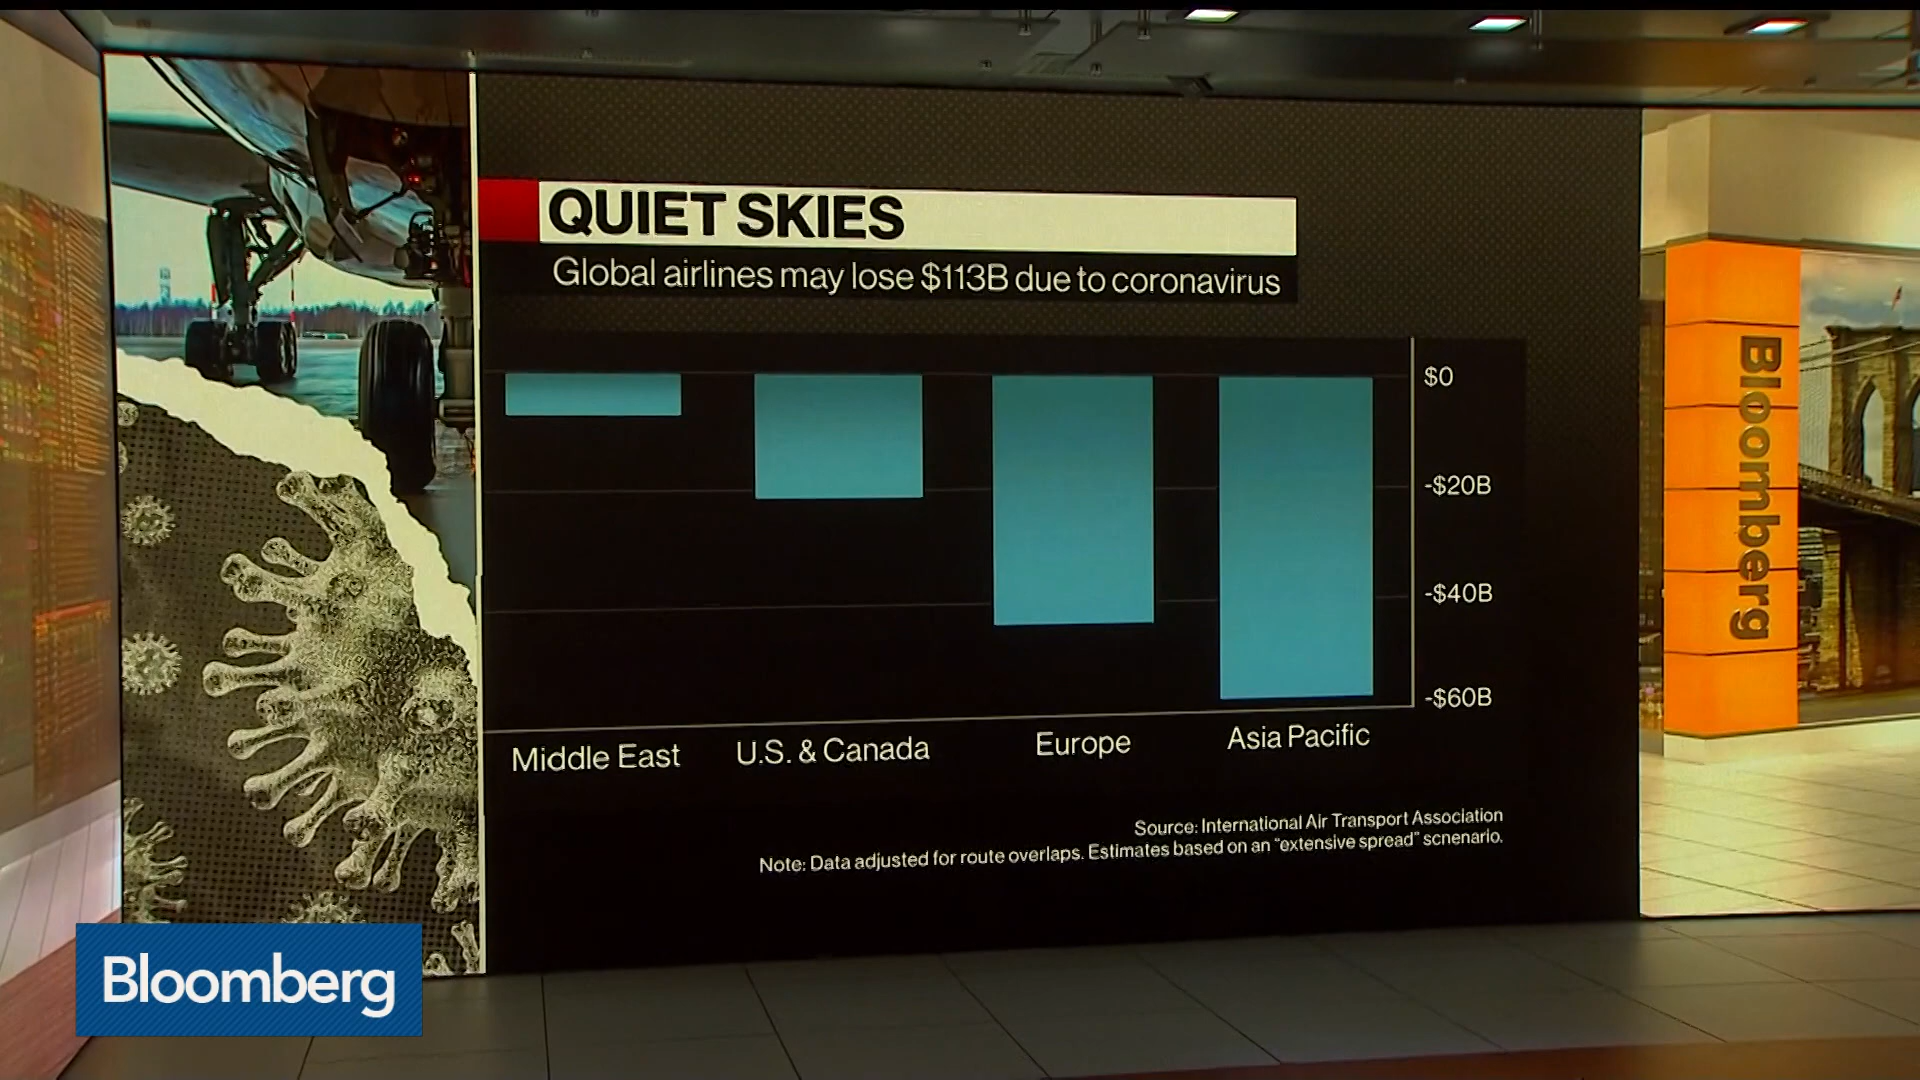 QUIET SKIES
Global airlines may lose $113B due to coronavirus
$0
-$20B
-$40B
-$60B
Middle East
U.S. & Canada
Europe
Asia Pacific
Source: International Air Transport Association
Note: Data adjusted for route overlaps. Estimates based on an "extensive spread" scnenario.
Bloomberg
Bloomberg